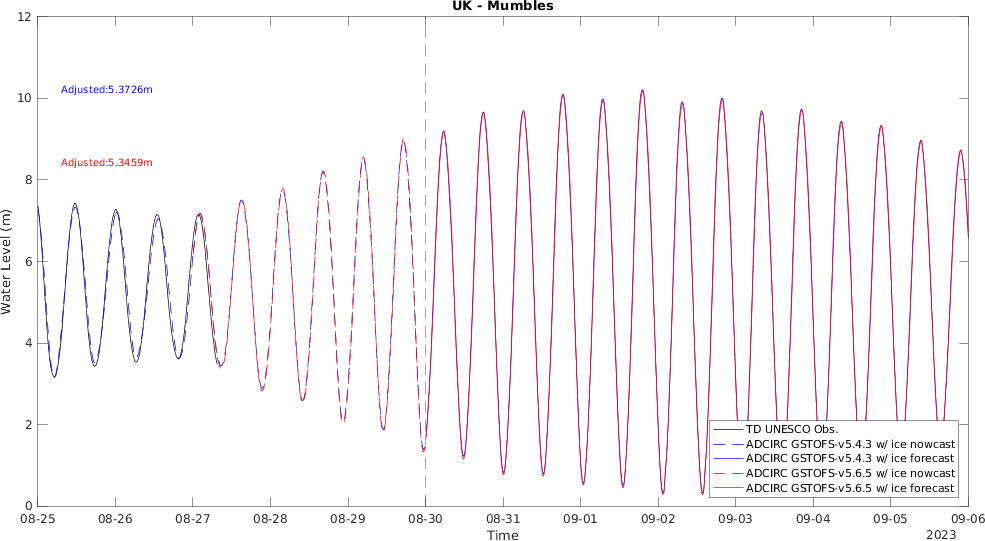 UK - Mumbles
12
10
8
6
4
2
0
Water Level (m)
Adjusted:5.3726m
Adjusted:5.3459m
TD UNESCO Obs.
ADCIRC GSTOFS-v5.4.3 w/ ice nowcast
ADCIRC GSTOFS-v5.4.3 w/ ice forecast
ADCIRC GSTOFS-v5.6.5 w/ ice nowcast
ADCIRC GSTOFS-v5.6.5 w/ ice forecast
08-25 08-26 08-27 08-28 08-29 08-30 08-31 09-01 09-02 09-03 09-04 09-05 09-06
Time
2023